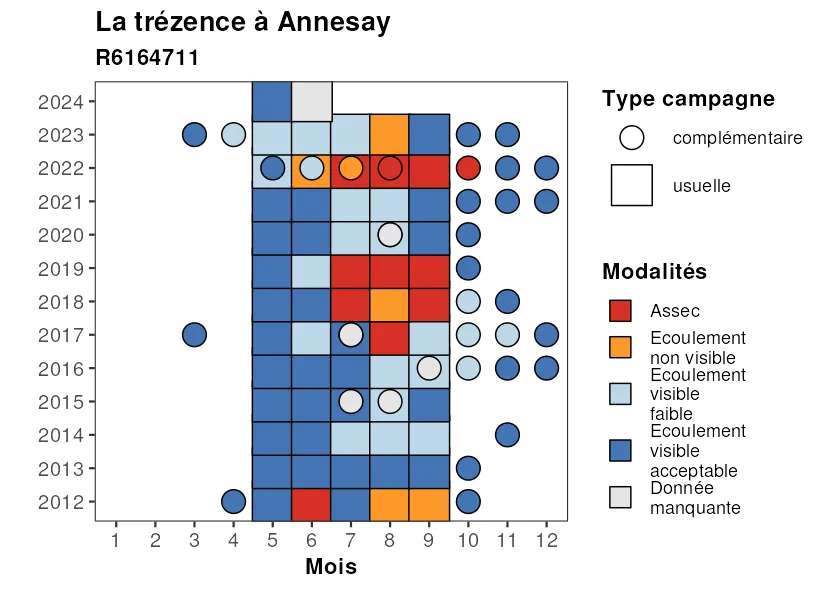 La trézence à Annesay
R6164711
2024
2023
2022
2021
2020
2019
2018
2017
2016
2015
2014
2013
2012
1 2 3 4 5 6 7 8 9 10 11 12
Mois
Type campagne
complémentaire
usuelle
Modalités
Assec
Ecoulement
non visible
Ecoulement
visible
faible
Ecoulement
visible
acceptable
Donnée
manquante